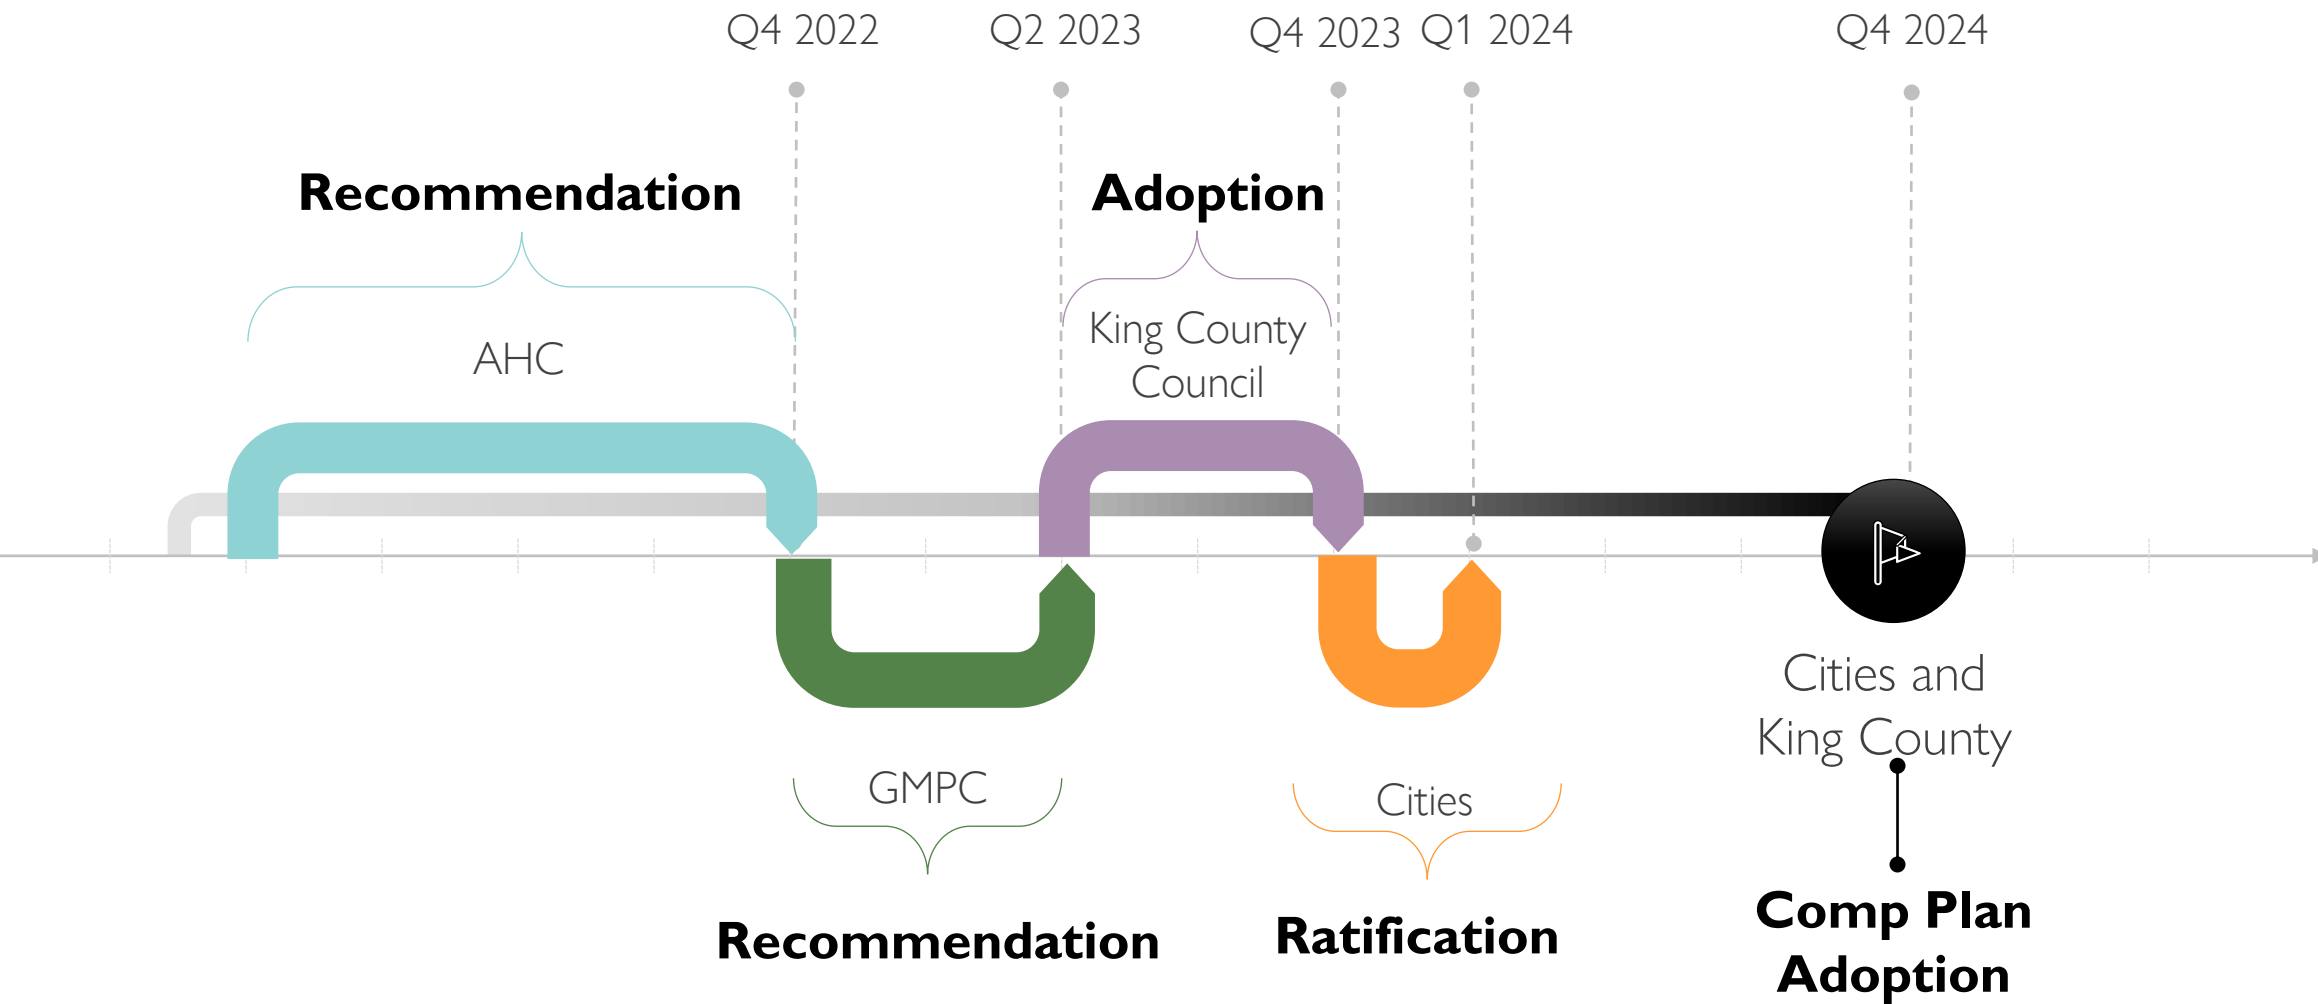 Q4 2022
Q2 2023
Q4 2023
Q1 2024
Q4 2024
Recommendation
Adoption
AHC
King County
Council
GMPC
Cities
Cities and
King County
Recommendation
Ratification
Comp Plan
Adoption